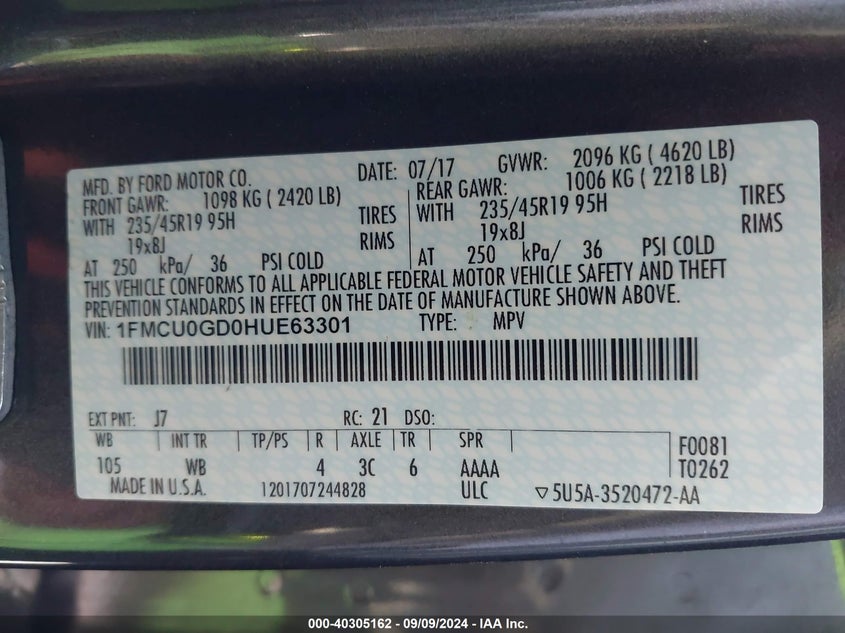 MFD. BY FORD MOTOR CO. DATE: 07/17 GVWR: 2096 KG ( 4620 LB)
FRONT GAWR: 1098 KG ( 2420 LB) REAR GAWR: 1006 KG ( 2218 LB)
WITH 235/45R19 95H TIRES WITH 235/45R19 95H TIRES
19x8J RIMS 19x8J RIMS
AT 250 kPa/ 36 PSI COLD AT 250 kPa/ 36 PSI COLD
THIS VEHICLE CONFORMS TO ALL APPLICABLE FEDERAL MOTOR VEHICLE SAFETY AND THEFT
PREVENTION STANDARDS IN EFFECT ON THE DATE OF MANUFACTURE SHOWN ABOVE.
VIN: 1FMCU0GD0HUE63301 TYPE: MPV
EXT PNT: J7 RC: 21 DSO:
WB INT TR TP/PS R AXLE TR SPR F0081
105 WB 4 3C 6 AAAA T0262
MADE IN U.S.A. 1201707244828 ULC ▽5U5A-3520472-AA
000-40305162 - 09/09/2024 - IAA Inc.